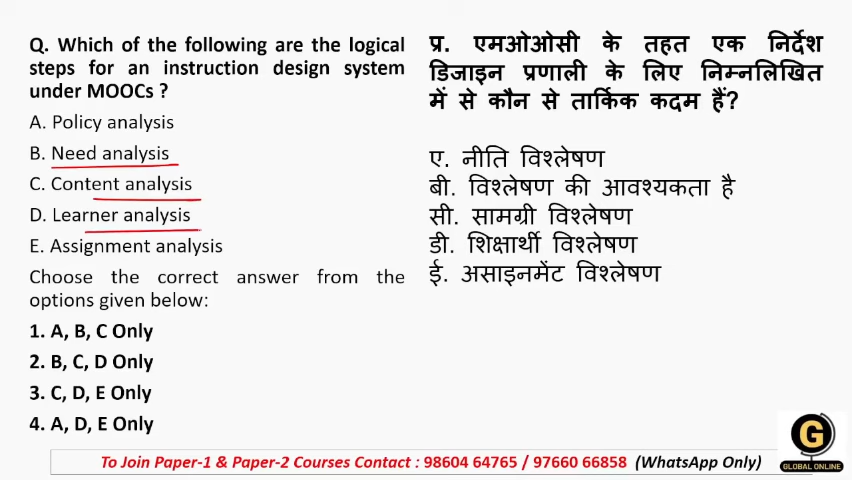 Q. Which of the following are the logical
steps for an instruction design system
under MOOCs ?
A. Policy analysis
B. Need analysis
C. Content analysis
D. Learner analysis
E. Assignment analysis
Choose the correct answer from the
options given below:
1. A, B, C Only
2. B, C, D Only
3. C, D, E Only
4. A, D, E Only
प्र. एमओओसी के तहत एक निर्देश
डिजाइन प्रणाली के लिए निम्नलिखित
में से कौन से तार्किक कदम हैं?
ए. नीति विश्लेषण
बी. विश्लेषण की आवश्यकता है
सी. सामग्री विश्लेषण
डी. शिक्षार्थी विश्लेषण
ई. असाइनमेंट विश्लेषण
G
GLOBAL ONLINE
To Join Paper-1 & Paper-2 Courses Contact : 98604 64765 / 97660 66858 (WhatsApp Only)